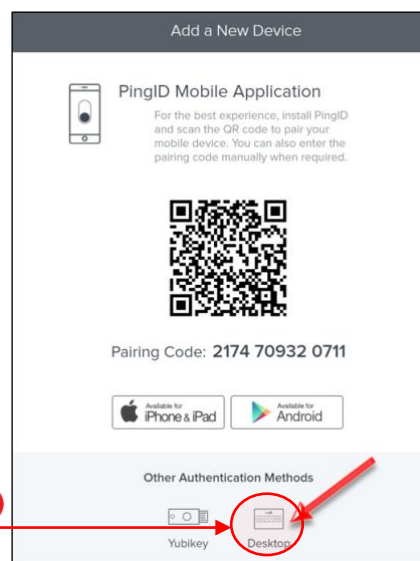 Add a New Device
PingID Mobile Application
For the best experience, install PingID
and scan the QR code to pair your
mobile device. You can also enter the
pairing code manually when required.
Pairing Code: 2174 70932 0711
Available for
iPhone & iPad
Available for
Android
Other Authentication Methods
Yubikey
Desktop